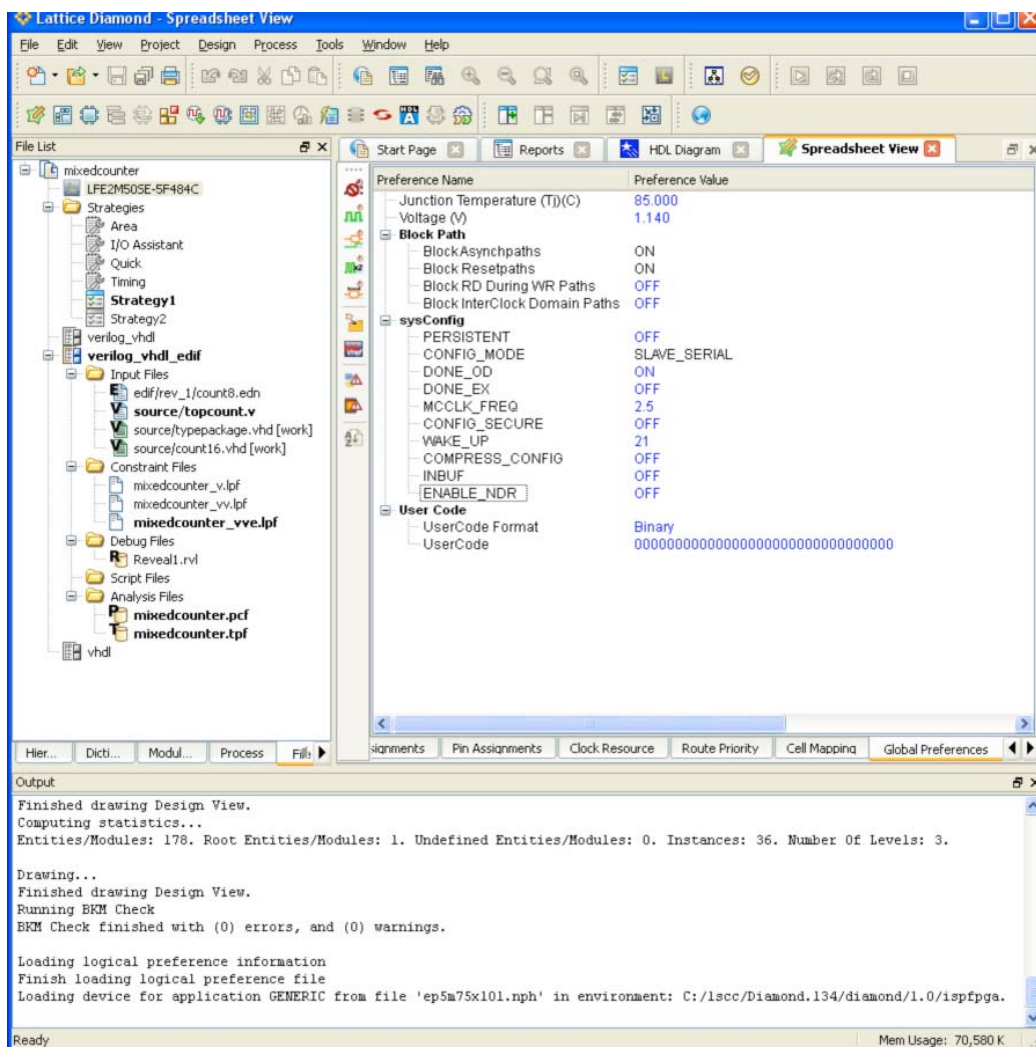 Lattice Diamond - Spreadsheet View
File Edit View Project Design Process Tools Window Help
File List
Start Page Reports HDL Diagram Spreadsheet View
mixedcounter
LFE2M50SE-5F484C
Strategies
Area
I/O Assistant
Quick
Timing
Strategy1
Strategy2
verilog_vhdl
verilog_vhdl_edif
Input Files
edif/rev_1/count8.edn
source/topcount.v
source/typepackage.vhd [work]
source/count16.vhd [work]
Constraint Files
mixedcounter_v.lpf
mixedcounter_vv.lpf
mixedcounter_vve.lpf
Debug Files
Reveal1.rvl
Script Files
Analysis Files
mixedcounter.pcf
mixedcounter.tpf
vhdl
Hier... Dicti... Modul... Process File
Preference Name Preference Value
Junction Temperature (Tj)(C) 85.000
Voltage (V) 1.140
Block Path
Block Asynchpaths ON
Block Resetpaths ON
Block RD During WR Paths OFF
Block InterClock Domain Paths OFF
sysConfig
PERSISTENT OFF
CONFIG_MODE SLAVE_SERIAL
DONE_OD ON
DONE_EX OFF
MCCLK_FREQ 2.5
CONFIG_SECURE OFF
WAKE_UP 21
COMPRESS_CONFIG OFF
INBUF OFF
ENABLE_NDR OFF
User Code
UserCode Format Binary
UserCode 00000000000000000000000000000000
signments Pin Assignments Clock Resource Route Priority Cell Mapping Global Preferences
Output
Finished drawing Design View.
Computing statistics...
Entities/Modules: 178. Root Entities/Modules: 1. Undefined Entities/Modules: 0. Instances: 36. Number Of Levels: 3.
Drawing...
Finished drawing Design View.
Running BKM Check
BKM Check finished with (0) errors, and (0) warnings.
Loading logical preference information
Finish loading logical preference file
Loading device for application GENERIC from file 'ep5m75x101.nph' in environment: C:/lscc/Diamond.134/diamond/1.0/ispfpga.
Ready Mem Usage: 70,580 K